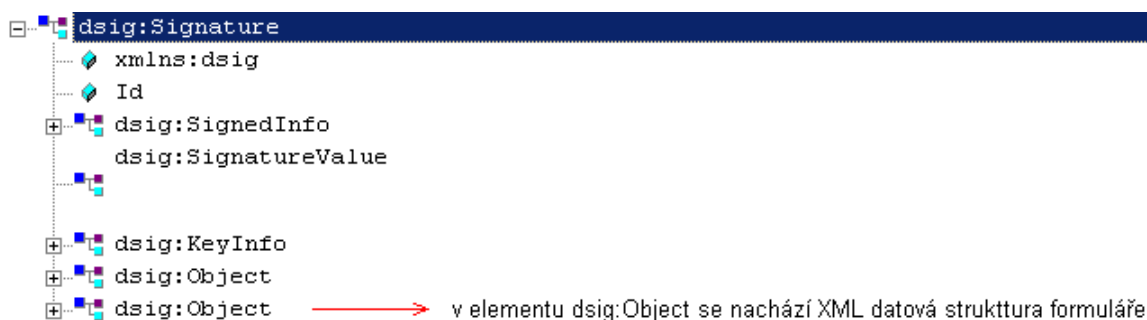 dsig:Signature
xmlns:dsig
Id
dsig:SignedInfo
dsig:SignatureValue
dsig:KeyInfo
dsig:Object
dsig:Object v elementu dsig:Object se nachází XML datová strukttura formuláře